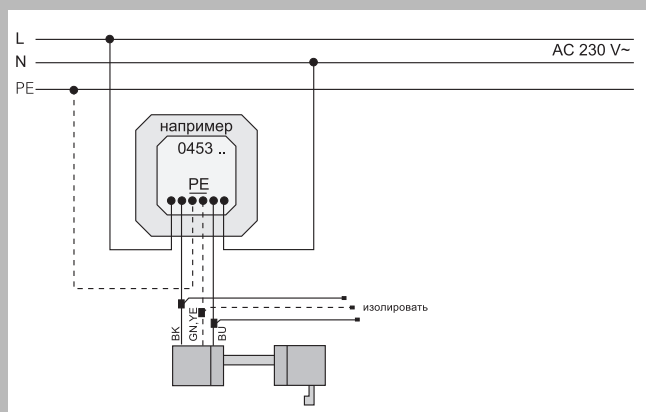 L
N
AC 230 V~
PE
например
0453 ..
PE
изолировать
BK
GN,YE
BU